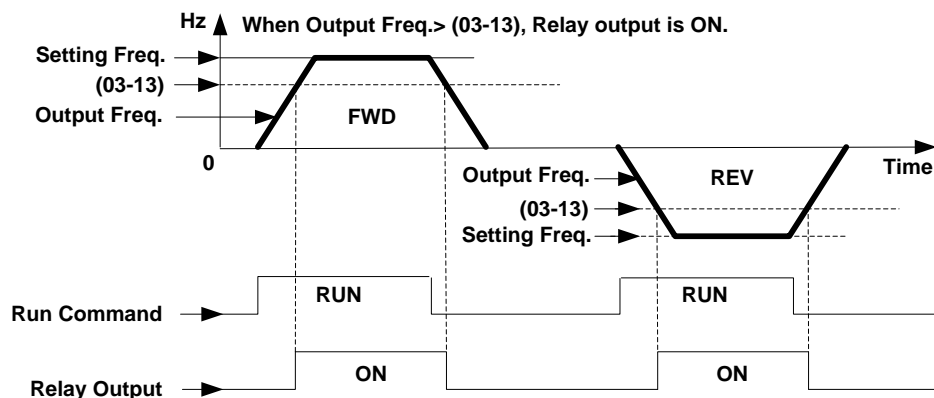 Hz When Output Freq.> (03-13), Relay output is ON.
Setting Freq.
(03-13)
Output Freq.
FWD
0
Time
Output Freq.
REV
(03-13)
Setting Freq.
Run Command
RUN
RUN
Relay Output
ON
ON